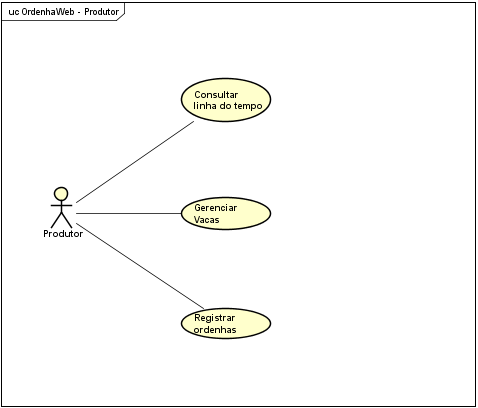 uc OrdenhaWeb - Produtor
Consultar
linha do tempo
Gerenciar
Vacas
Produtor
Registrar
ordenhas